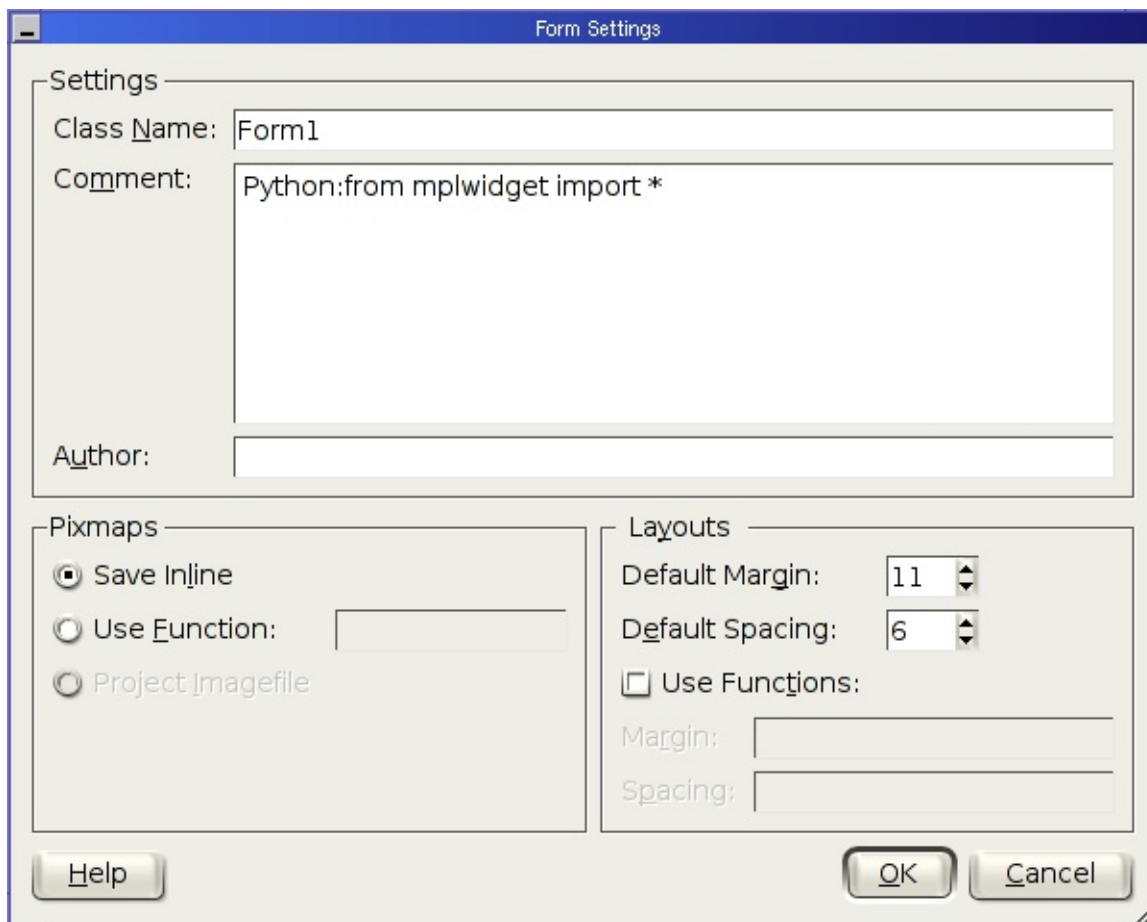 Form Settings
Settings
Class Name: Form1
Comment: Python:from mplwidget import *
Author:
Pixmaps
Save Inline
Use Function:
Project Imagefile
Layouts
Default Margin: 11
Default Spacing: 6
Use Functions:
Margin:
Spacing:
Help
OK
Cancel